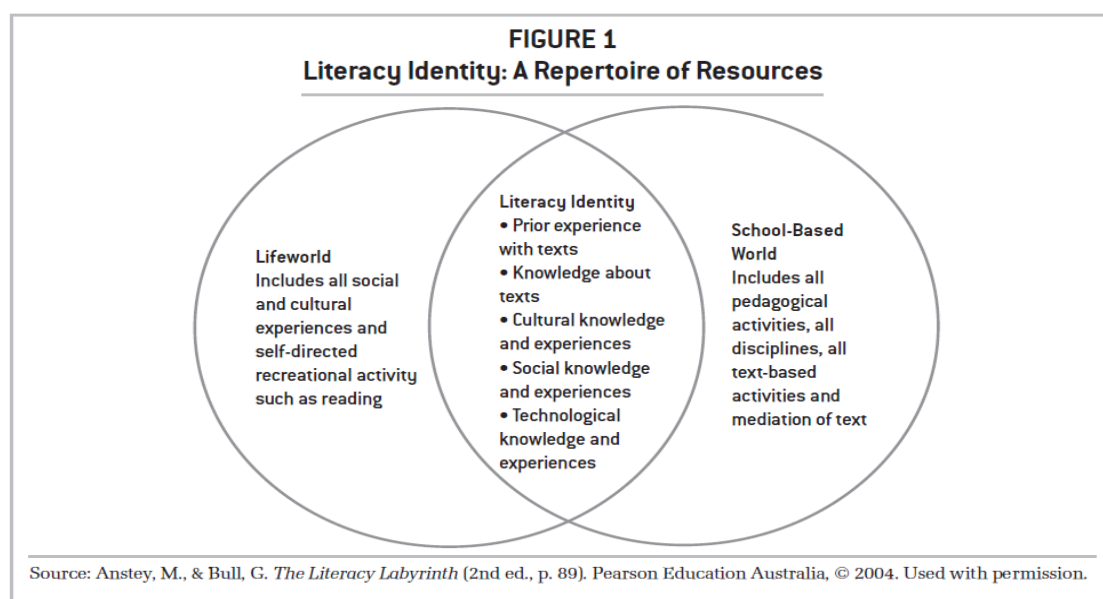 FIGURE 1
Literacy Identity: A Repertoire of Resources
Lifeworld
Includes all social
and cultural
experiences and
self-directed
recreational activity
such as reading
Literacy Identity
• Prior experience
with texts
• Knowledge about
texts
• Cultural knowledge
and experiences
• Social knowledge
and experiences
• Technological
knowledge and
experiences
School-Based
World
Includes all
pedagogical
activities, all
disciplines, all
text-based
activities and
mediation of text
Source: Anstey, M., & Bull, G. The Literacy Labyrinth (2nd ed., p. 89). Pearson Education Australia, © 2004. Used with permission.